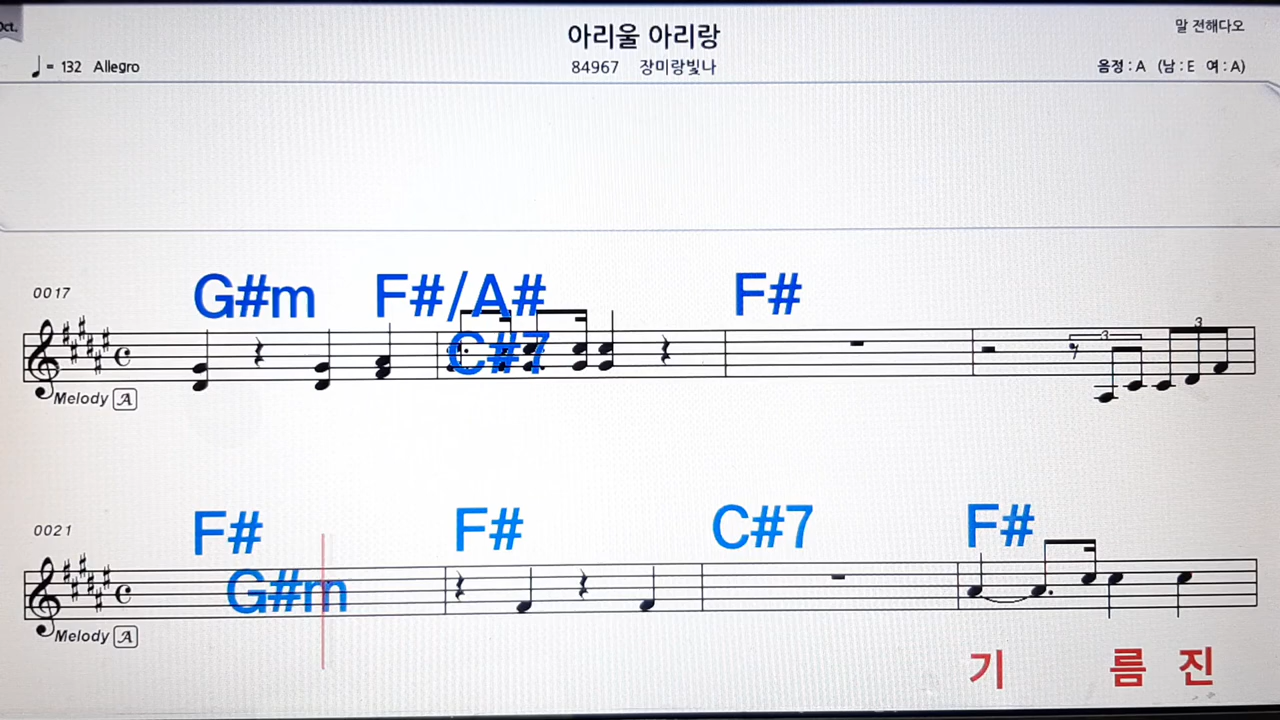 Oct.
아리울 아리랑
말 전해다오
♩= 132 Allegro
84967 장미랑빛나
음정 : A (남 : E 여 : A)
0017
G#m F#/A# F#
C#7
3 3
Melody A
0021
F# F# C#7 F#
G#m
Melody A
기 름 진